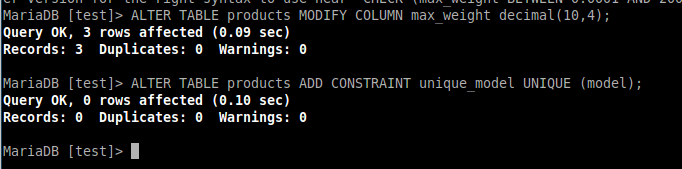 MariaDB [test]> ALTER TABLE products MODIFY COLUMN max_weight decimal(10,4);
Query OK, 3 rows affected (0.09 sec)
Records: 3  Duplicates: 0  Warnings: 0
MariaDB [test]> ALTER TABLE products ADD CONSTRAINT unique_model UNIQUE (model);
Query OK, 0 rows affected (0.10 sec)
Records: 0  Duplicates: 0  Warnings: 0
MariaDB [test]>